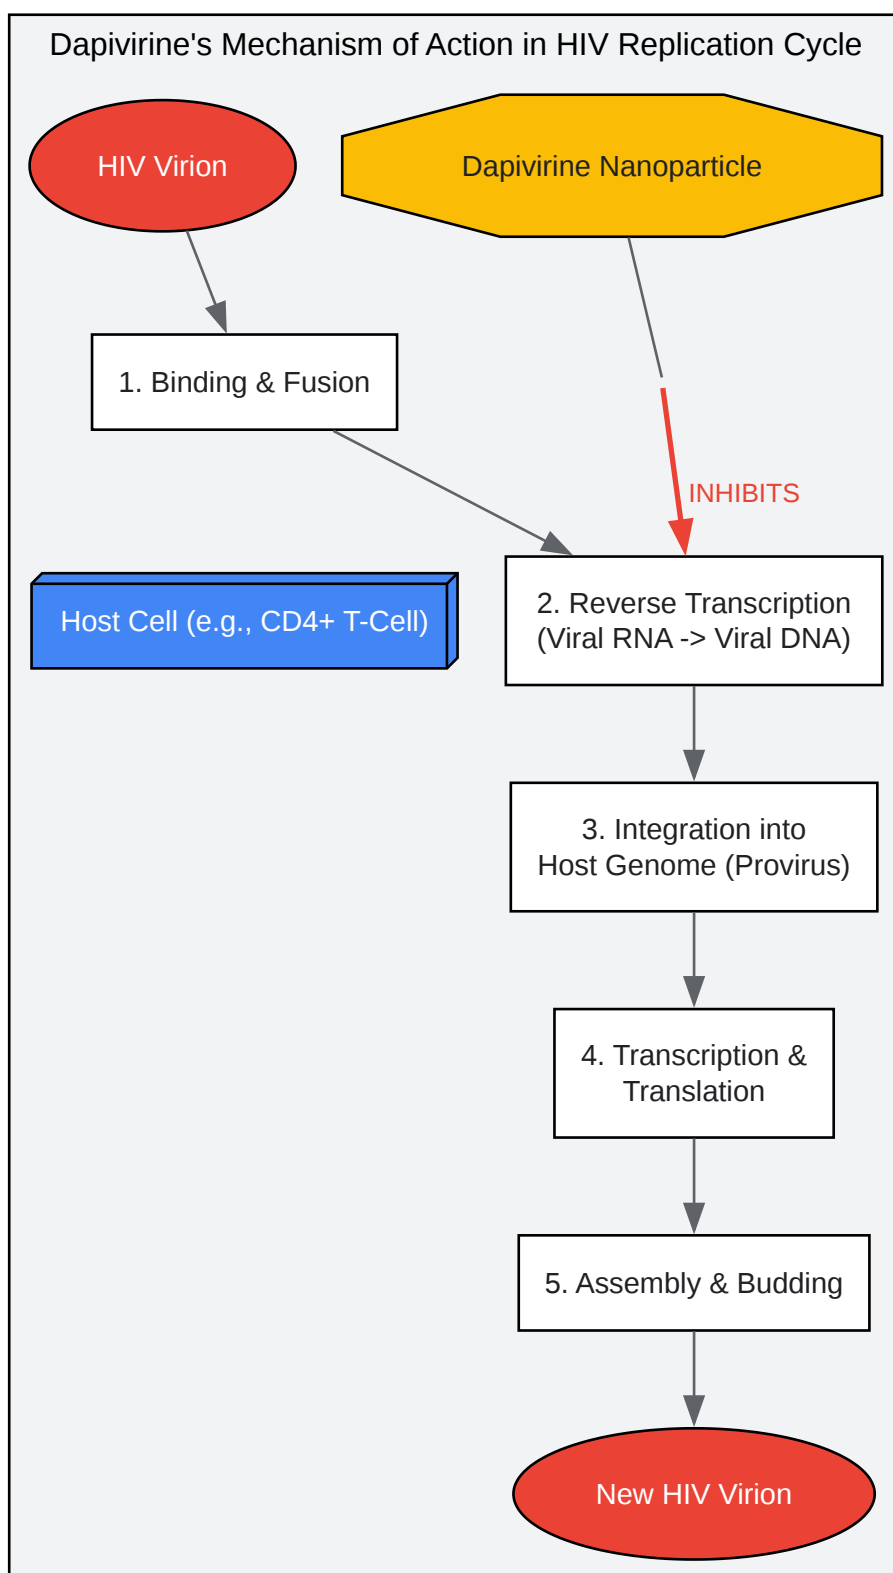 Dapivirine's Mechanism of Action in HIV Replication Cycle
HIV Virion
Dapivirine Nanoparticle
1. Binding & Fusion
INHIBITS
Host Cell (e.g., CD4+ T-Cell)
2. Reverse Transcription
(Viral RNA -> Viral DNA)
3. Integration into
Host Genome (Provirus)
4. Transcription &
Translation
5. Assembly & Budding
New HIV Virion